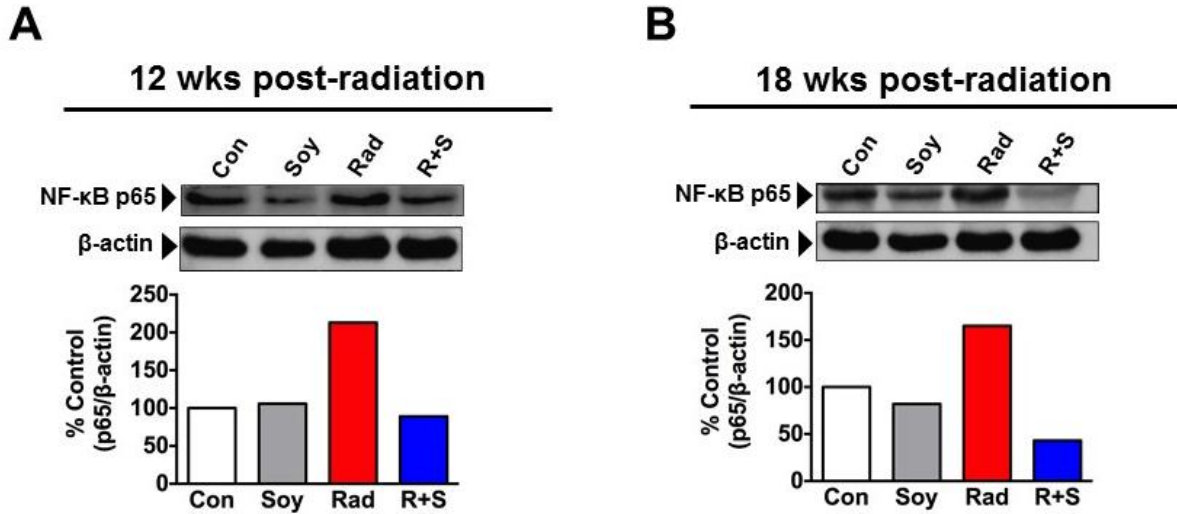 A
12 wks post-radiation
Con Soy Rad R+S
NF-κB p65
β-actin
% Control
(p65/β-actin)
250
200
150
100
50
0
Con Soy Rad R+S
B
18 wks post-radiation
Con Soy Rad R+S
NF-κB p65
β-actin
% Control
(p65/β-actin)
200
150
100
50
0
Con Soy Rad R+S